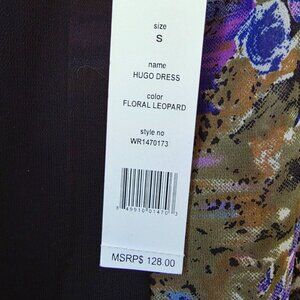 size
S
name
HUGO DRESS
color
FLORAL LEOPARD
style no
WR1470173
MSRP$ 128.00